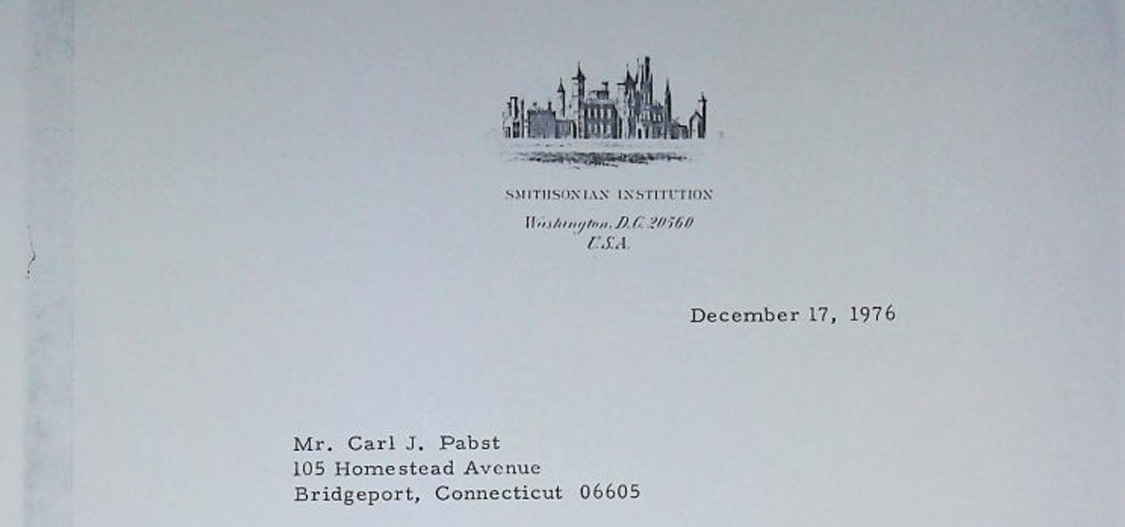 SMITHSONIAN INSTITUTION
Washington, D.C. 20560
U.S.A.
December 17, 1976
Mr. Carl J. Pabst
105 Homestead Avenue
Bridgeport, Connecticut 06605